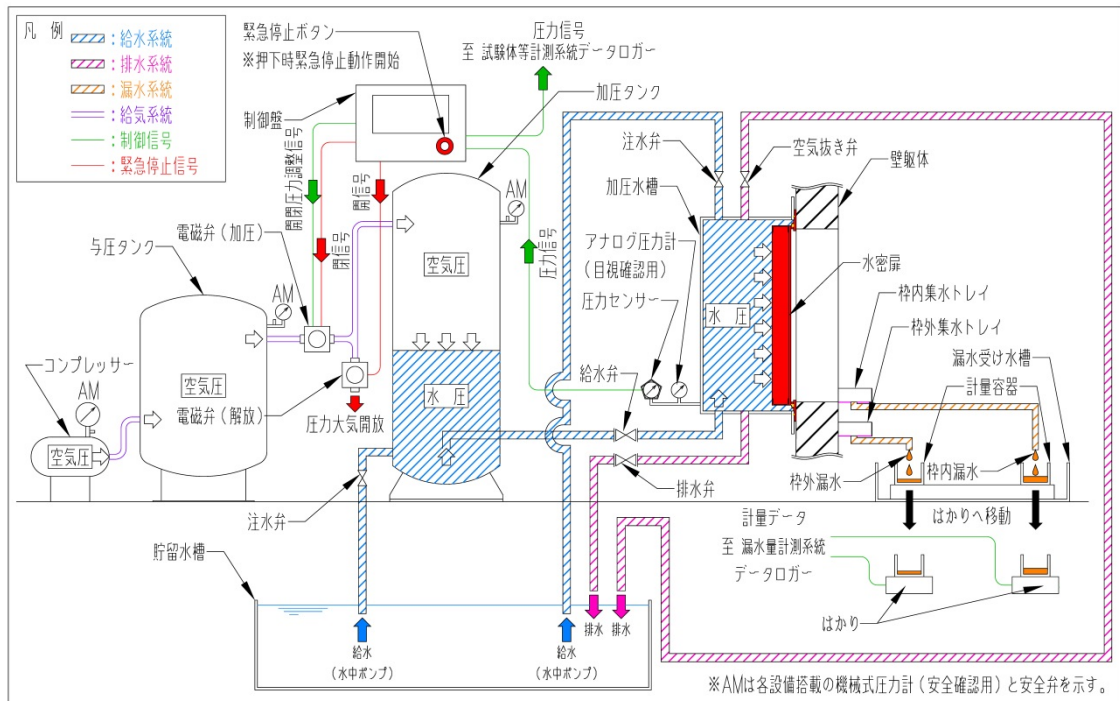 凡 例
：給水系統
：排水系統
：漏水系統
：給気系統
：制御信号
：緊急停止信号
緊急停止ボタン
※押下時緊急停止動作開始
圧力信号
至 試験体等計測系統データロガー
制御盤
加圧タンク
注水弁
空気抜き弁
加圧水槽
壁躯体
開閉圧力調整信号
閉信号
開信号
AM
電磁弁（加圧）
与圧タンク
AM
空気圧
圧力信号
アナログ圧力計
（目視確認用）
圧力センサー
水 圧
水密扉
枠内集水トレイ
枠外集水トレイ
漏水受け水槽
計量容器
コンプレッサー
AM
空気圧
空気圧
電磁弁（解放）
圧力大気開放
水 圧
給水弁
排水弁
枠外漏水
枠内漏水
注水弁
はかりへ移動
計量データ
至 漏水量計測系統
データロガー
貯留水槽
はかり
給水
（水中ポンプ）
給水
（水中ポンプ）
排水
排水
※AMは各設備搭載の機械式圧力計（安全確認用）と安全弁を示す。